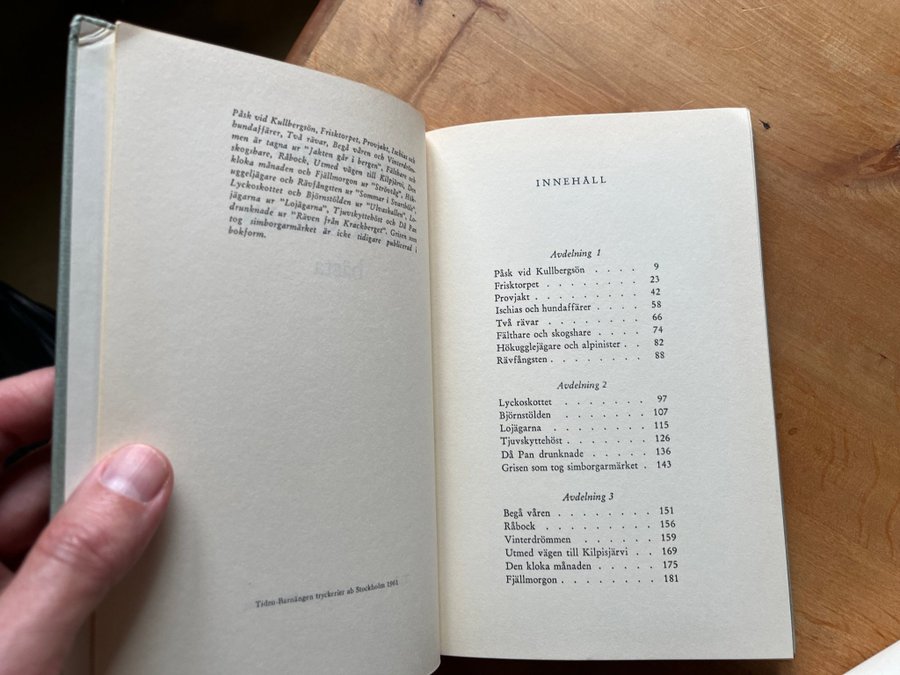 Påsk vid Kullbergsön, Frisktorpet, Provjakt, Ischias och
hundaffärer, Två rävar, Begå våren och Vinterdröm-
men är tagna ur "Jakten går i bergen", Fälthare och
skogshare, Råbock, Utmed vägen till Kilpjärvi, Den
kloka månaden och Fjällmorgon ur "Strövtåg", Hök-
uggeljägare och Rävfångsten ur "Sommar i Svartböle",
Lyckoskottet och Björnstölden ur "Ulvaskallen", Lo-
jägarna ur "Lojägarna", Tjuvskyttehöst och Då Pan
drunknade ur "Räven från Krackberget". Grisen som
tog simborgarmärket är icke tidigare publicerad i
bokform.
bästa
Tidno-Barnängen tryckerier ab Stockholm 1961
INNEHÅLL
Avdelning 1
Påsk vid Kullbergsön . . . . 9
Frisktorpet . . . . . . . . 23
Provjakt . . . . . . . . . 42
Ischias och hundaffärer . . . . 58
Två rävar . . . . . . . . 66
Fälthare och skogshare . . . . 74
Hökugglejägare och alpinister . . 82
Rävfångsten . . . . . . . . 88
Avdelning 2
Lyckoskottet . . . . . . . 97
Björnstölden . . . . . . . 107
Lojägarna . . . . . . . . 115
Tjuvskyttehöst . . . . . . . 126
Då Pan drunknade . . . . . 136
Grisen som tog simborgarmärket . 143
Avdelning 3
Begå våren . . . . . . . 151
Råbock . . . . . . . . 156
Vinterdrömmen . . . . . . 159
Utmed vägen till Kilpisjärvi . . 169
Den kloka månaden . . . . . 175
Fjällmorgon . . . . . . . 181